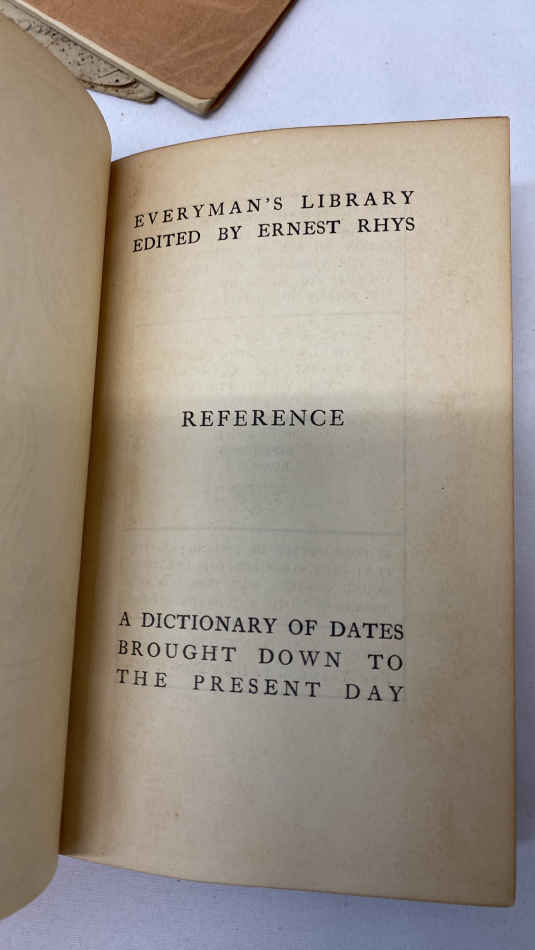 EVERYMAN'S LIBRARY
EDITED BY ERNEST RHYS
REFERENCE
A DICTIONARY OF DATES
BROUGHT DOWN TO
THE PRESENT DAY